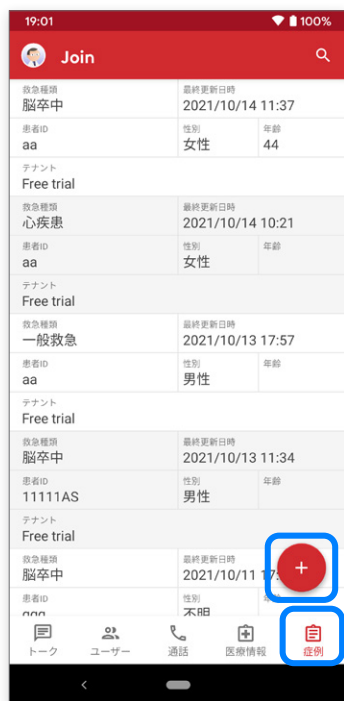 19:01 100%
Join
救急種類 最終更新日時
脳卒中 2021/10/14 11:37
患者ID 性別 年齢
aa 女性 44
テナント
Free trial
救急種類 最終更新日時
心疾患 2021/10/14 10:21
患者ID 性別 年齢
aa 女性
テナント
Free trial
救急種類 最終更新日時
一般救急 2021/10/13 17:57
患者ID 性別 年齢
aa 男性
テナント
Free trial
救急種類 最終更新日時
脳卒中 2021/10/13 11:34
患者ID 性別 年齢
11111AS 男性
テナント
Free trial
救急種類 最終更新日時
脳卒中 2021/10/11
患者ID 性別
qqq 不明
トーク ユーザー 通話 医療情報 症例